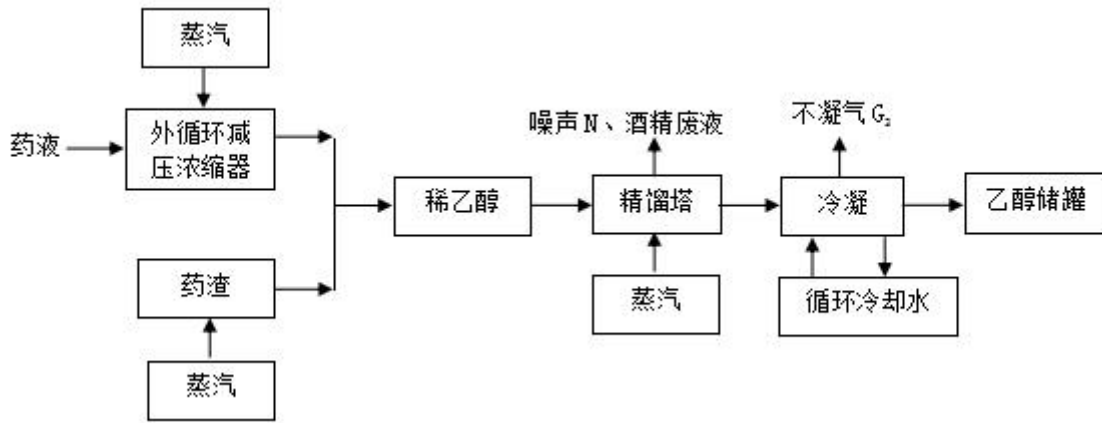 蒸汽
药液
外循环减
压浓缩器
噪声N、酒精废液
不凝气G₂
稀乙醇
精馏塔
冷凝
乙醇储罐
药渣
蒸汽
循环冷却水
蒸汽